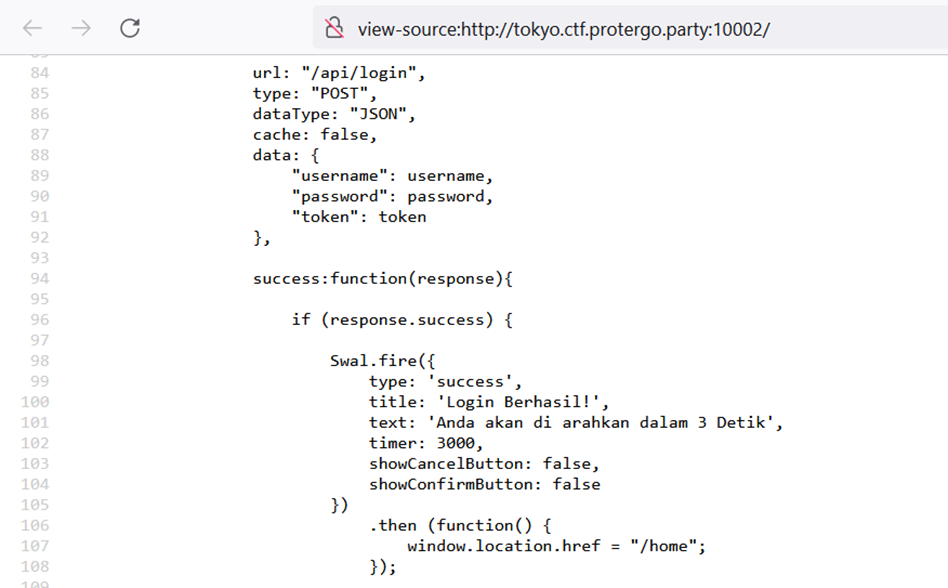 view-source:http://tokyo.ctf.protergo.party:10002/
84 url: "/api/login",
85 type: "POST",
86 dataType: "JSON",
87 cache: false,
88 data: {
89 "username": username,
90 "password": password,
91 "token": token
92 },
93
94 success:function(response){
95
96 if (response.success) {
97
98 Swal.fire({
99 type: 'success',
100 title: 'Login Berhasil!',
101 text: 'Anda akan di arahkan dalam 3 Detik',
102 timer: 3000,
103 showCancelButton: false,
104 showConfirmButton: false
105 })
106 .then (function() {
107 window.location.href = "/home";
108 });